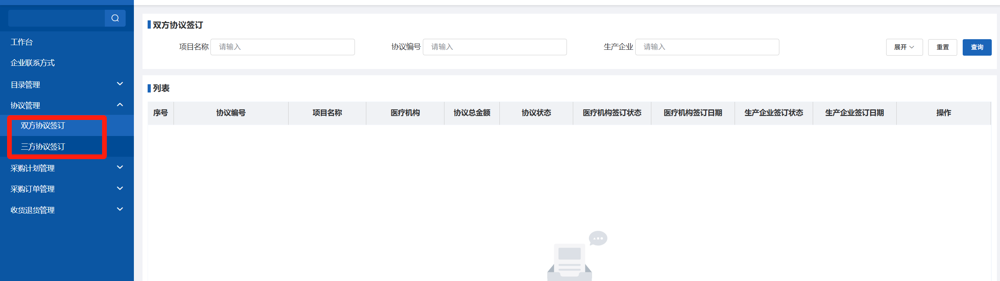 工作台
企业联系方式
目录管理
协议管理
双方协议签订
三方协议签订
采购计划管理
采购订单管理
收货退货管理
双方协议签订
项目名称 请输入 协议编号 请输入 生产企业 请输入 展开 重置 查询
列表
序号 协议编号 项目名称 医疗机构 协议总金额 协议状态 医疗机构签订状态 医疗机构签订日期 生产企业签订状态 生产企业签订日期 操作